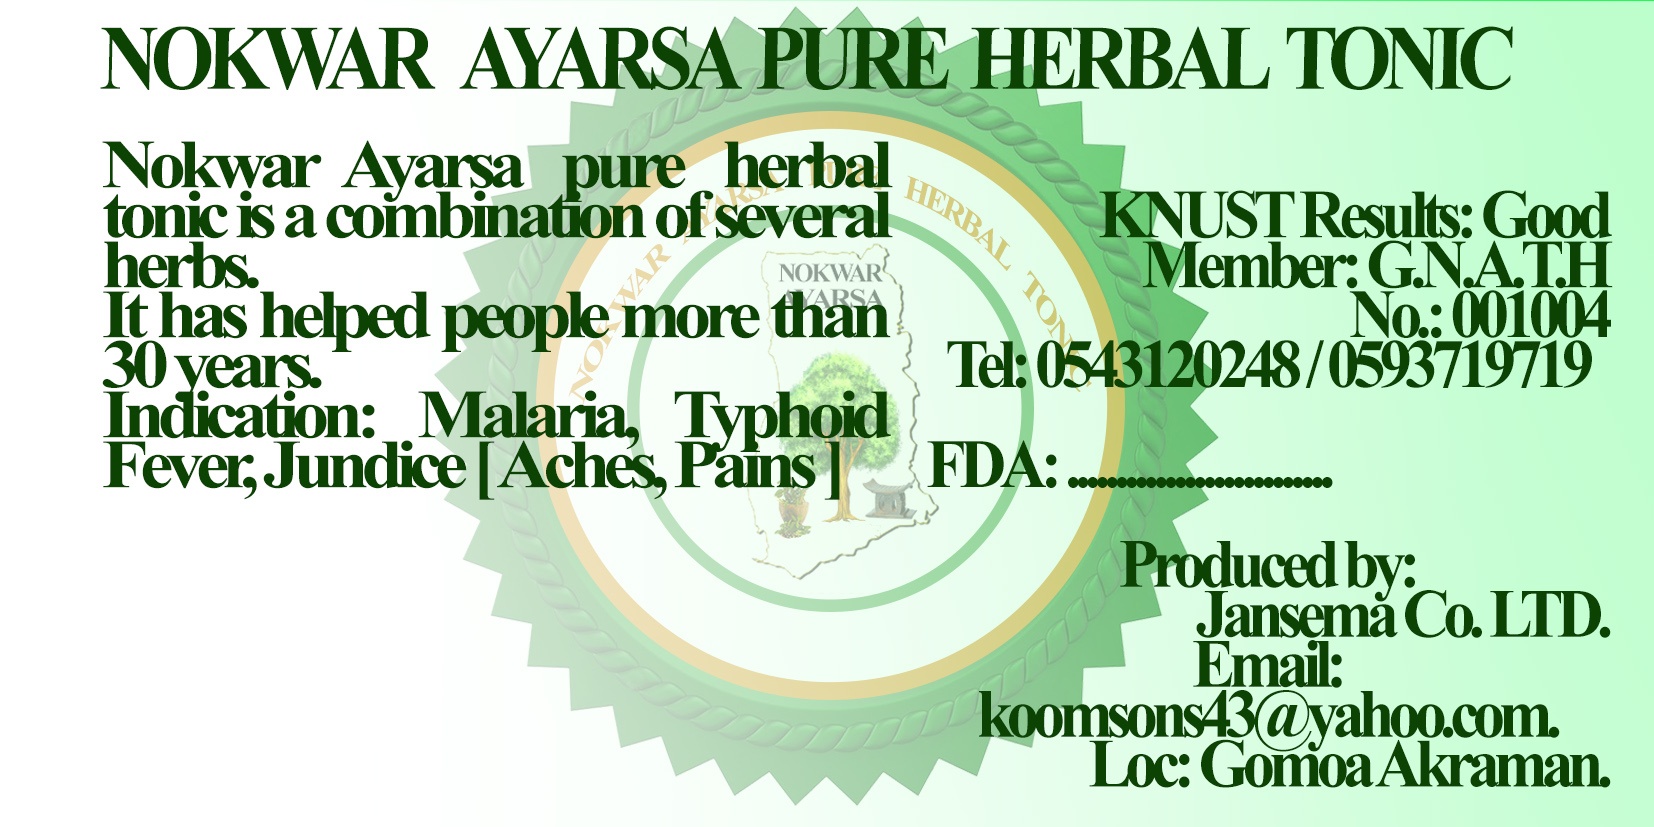 NOKWAR AYARSA PURE HERBAL TONIC
Nokwar Ayarsa pure herbal
tonic is a combination of several
herbs.
It has helped people more than
30 years.
Indication: Malaria, Typhoid
Fever, Jundice [ Aches, Pains ]
KNUST Results: Good
Member: G.N.A.T.H
No.: 001004
Tel: 0543120248 / 0593719719
FDA: ...........................
Produced by:
Jansema Co. LTD.
Email:
koomsons43@yahoo.com.
Loc: Gomoa Akraman.
NOKWAR AYARSA PURE HERBAL TONIC
NOKWAR
AYARSA